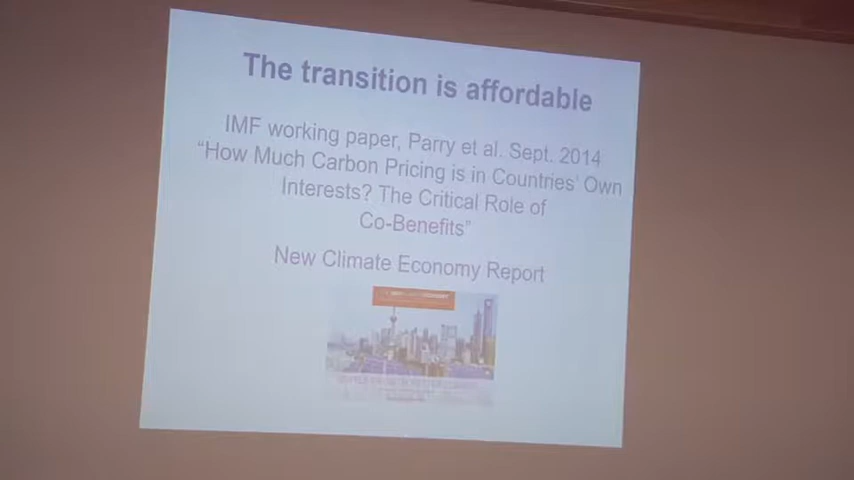 The transition is affordable
IMF working paper, Parry et al. Sept. 2014
“How Much Carbon Pricing is in Countries’ Own
Interests? The Critical Role of
Co-Benefits”
New Climate Economy Report